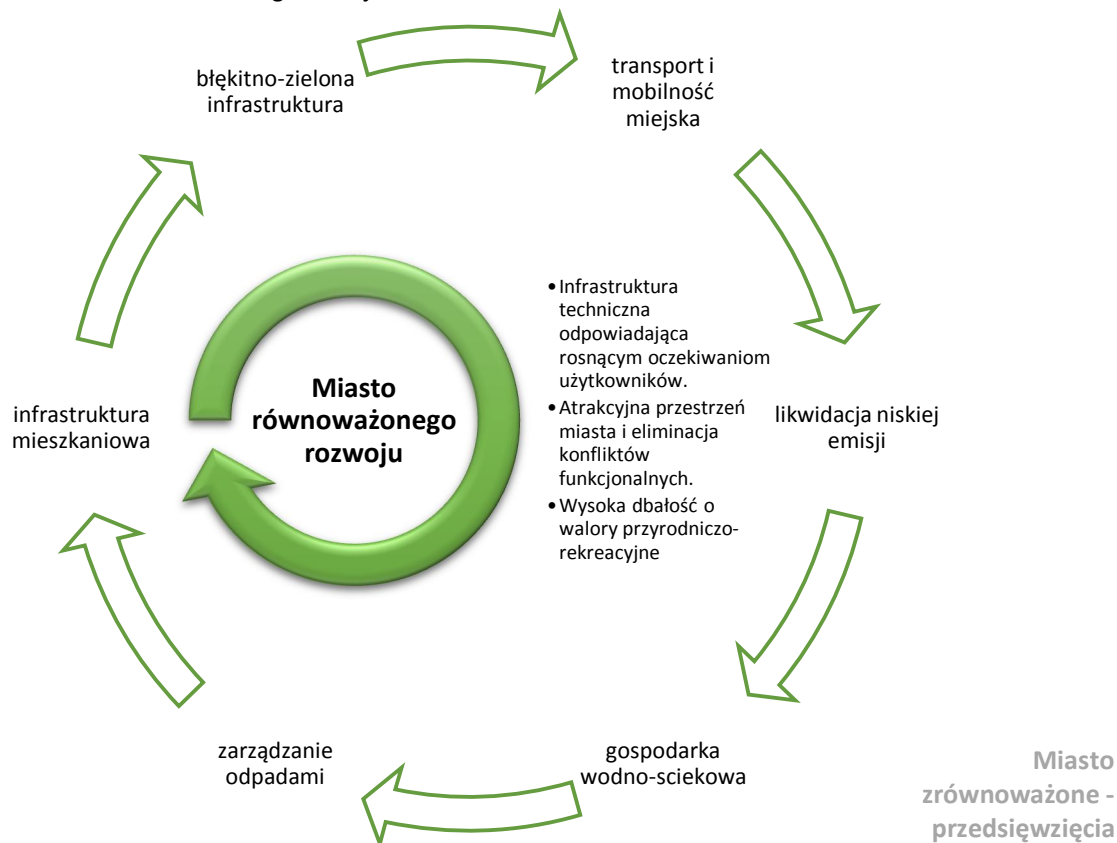 błękitno-zielona
infrastruktura
transport i
mobilność
miejska
likwidacja niskiej
emisji
gospodarka
wodno-sciekowa
zarządzanie
odpadami
infrastruktura
mieszkaniowa
Miasto
równoważonego
rozwoju
•Infrastruktura
techniczna
odpowiadająca
rosnącym oczekiwaniom
użytkowników.
•Atrakcyjna przestrzeń
miasta i eliminacja
konfliktów
funkcjonalnych.
•Wysoka dbałość o
walory przyrodniczo-
rekreacyjne
Miasto
zrównoważone -
przedsięwzięcia